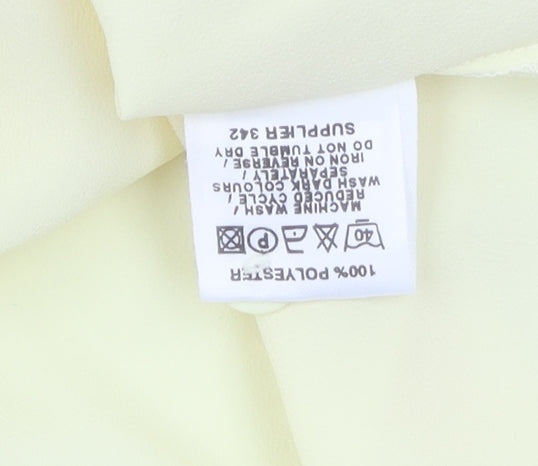 100% POLYESTER
40 P
MACHINE WASH /
REDUCED CYCLE /
WASH DARK COLOURS
SEPARATELY /
IRON ON REVERSE /
DO NOT TUMBLE DRY
SUPPLIER 342